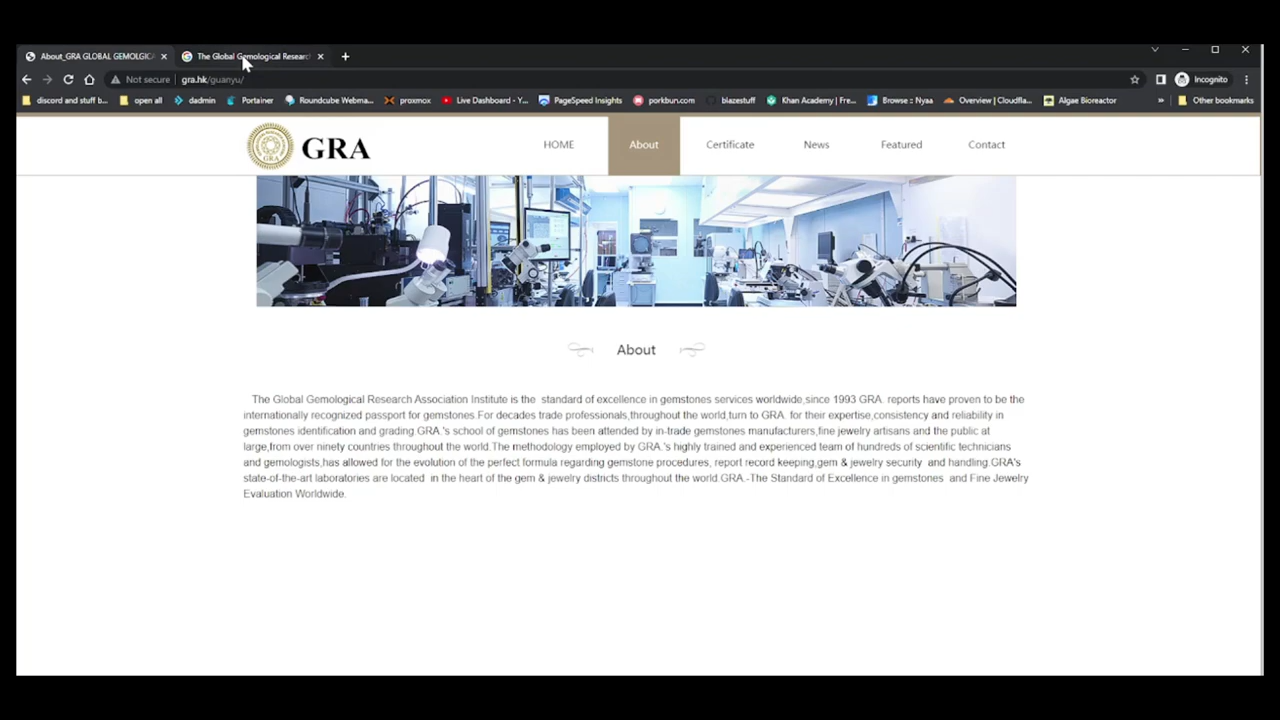 About_GRA GLOBAL GEMOLGIC
The Global Gemological Researc
Not secure gra.hk/guanyu/
Incognito
discord and stuff b... open all dadmin Portainer Roundcube Webma... proxmox Live Dashboard - Y... PageSpeed Insights porkbun.com blazestuff Khan Academy | Fre... Browse :: Nyaa Overview | Cloudfla... Algae Bioreactor » Other bookmarks
GRA HOME About Certificate News Featured Contact
About
The Global Gemological Research Association Institute is the standard of excellence in gemstones services worldwide,since 1993 GRA. reports have proven to be the
internationally recognized passport for gemstones.For decades trade professionals,throughout the world,turn to GRA. for their expertise,consistency and reliability in
gemstones identification and grading.GRA.'s school of gemstones has been attended by in-trade gemstones manufacturers,fine jewelry artisans and the public at
large,from over ninety countries throughout the world.The methodology employed by GRA.'s highly trained and experienced team of hundreds of scientific technicians
and gemologists,has allowed for the evolution of the perfect formula regarding gemstone procedures, report record keeping,gem & jewelry security and handling.GRA's
state-of-the-art laboratories are located in the heart of the gem & jewelry districts throughout the world.GRA.-The Standard of Excellence in gemstones and Fine Jewelry
Evaluation Worldwide.